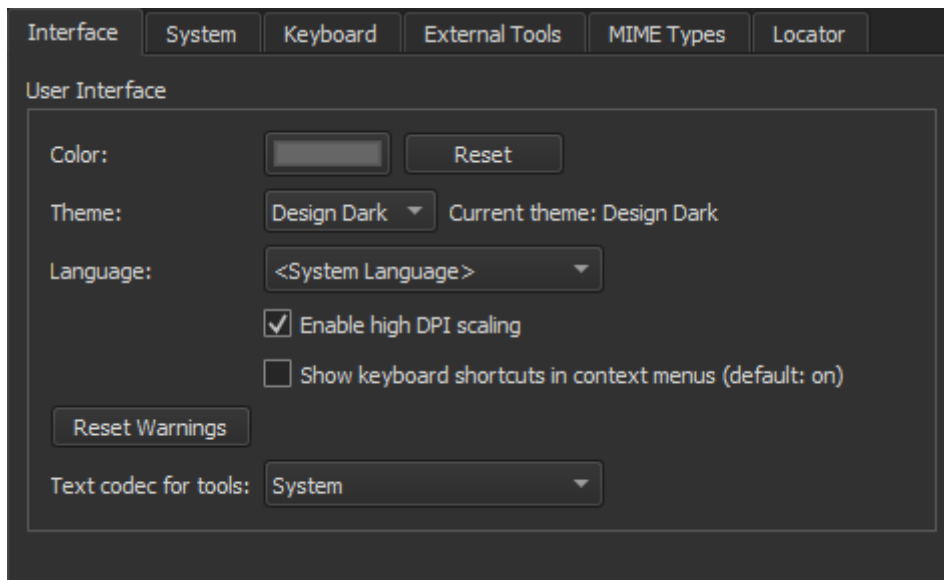 Interface System Keyboard External Tools MIME Types Locator
User Interface
Color: Reset
Theme: Design Dark Current theme: Design Dark
Language: <System Language>
Enable high DPI scaling
Show keyboard shortcuts in context menus (default: on)
Reset Warnings
Text codec for tools: System